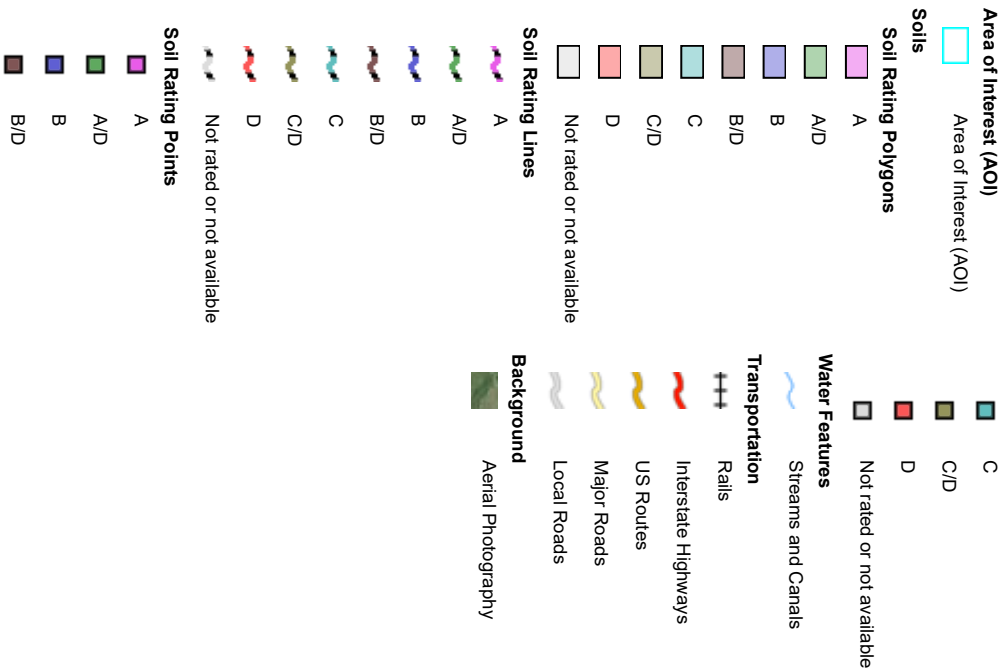 Area of Interest (AOI)
Area of Interest (AOI)
Soils
Soil Rating Polygons
A
A/D
B
B/D
C
C/D
D
Not rated or not available
Soil Rating Lines
A
A/D
B
B/D
C
C/D
D
Not rated or not available
Soil Rating Points
A
A/D
B
B/D
C
C/D
D
Not rated or not available
Water Features
Streams and Canals
Transportation
Rails
Interstate Highways
US Routes
Major Roads
Local Roads
Background
Aerial Photography